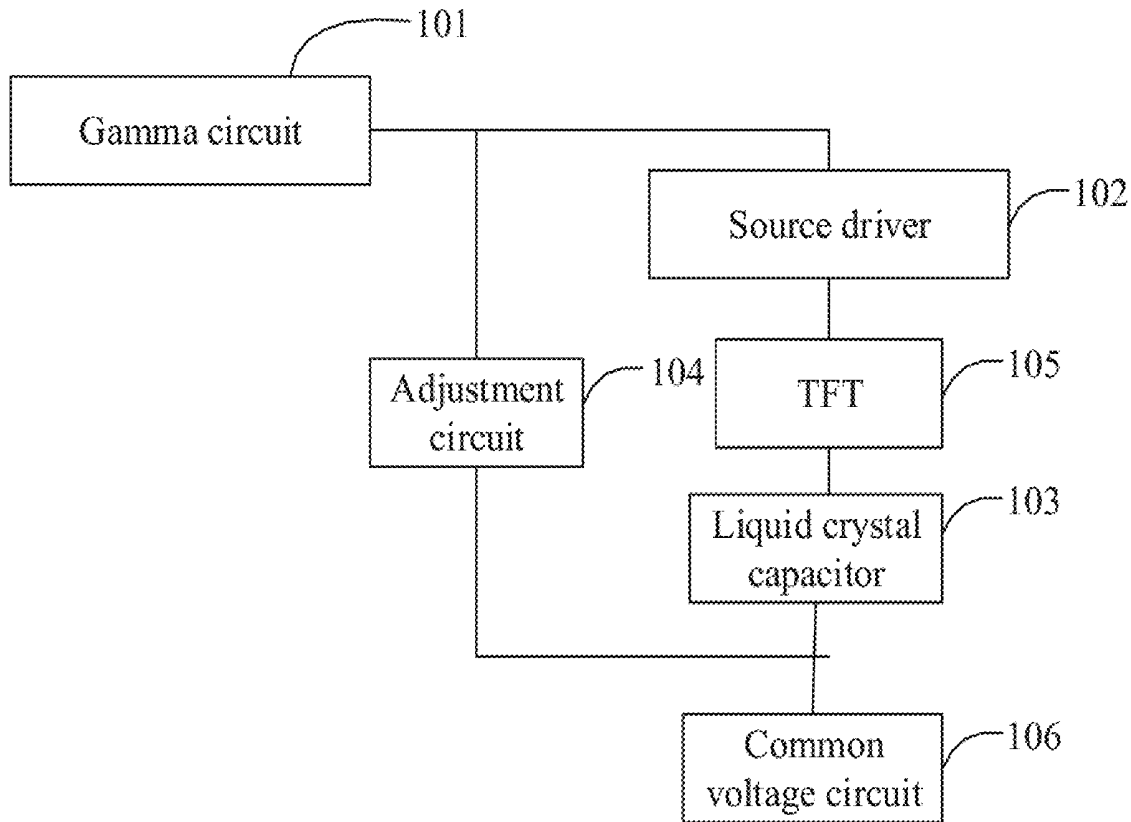 101
Gamma circuit
102
Source driver
104
Adjustment
circuit
105
TFT
103
Liquid crystal
capacitor
106
Common
voltage circuit